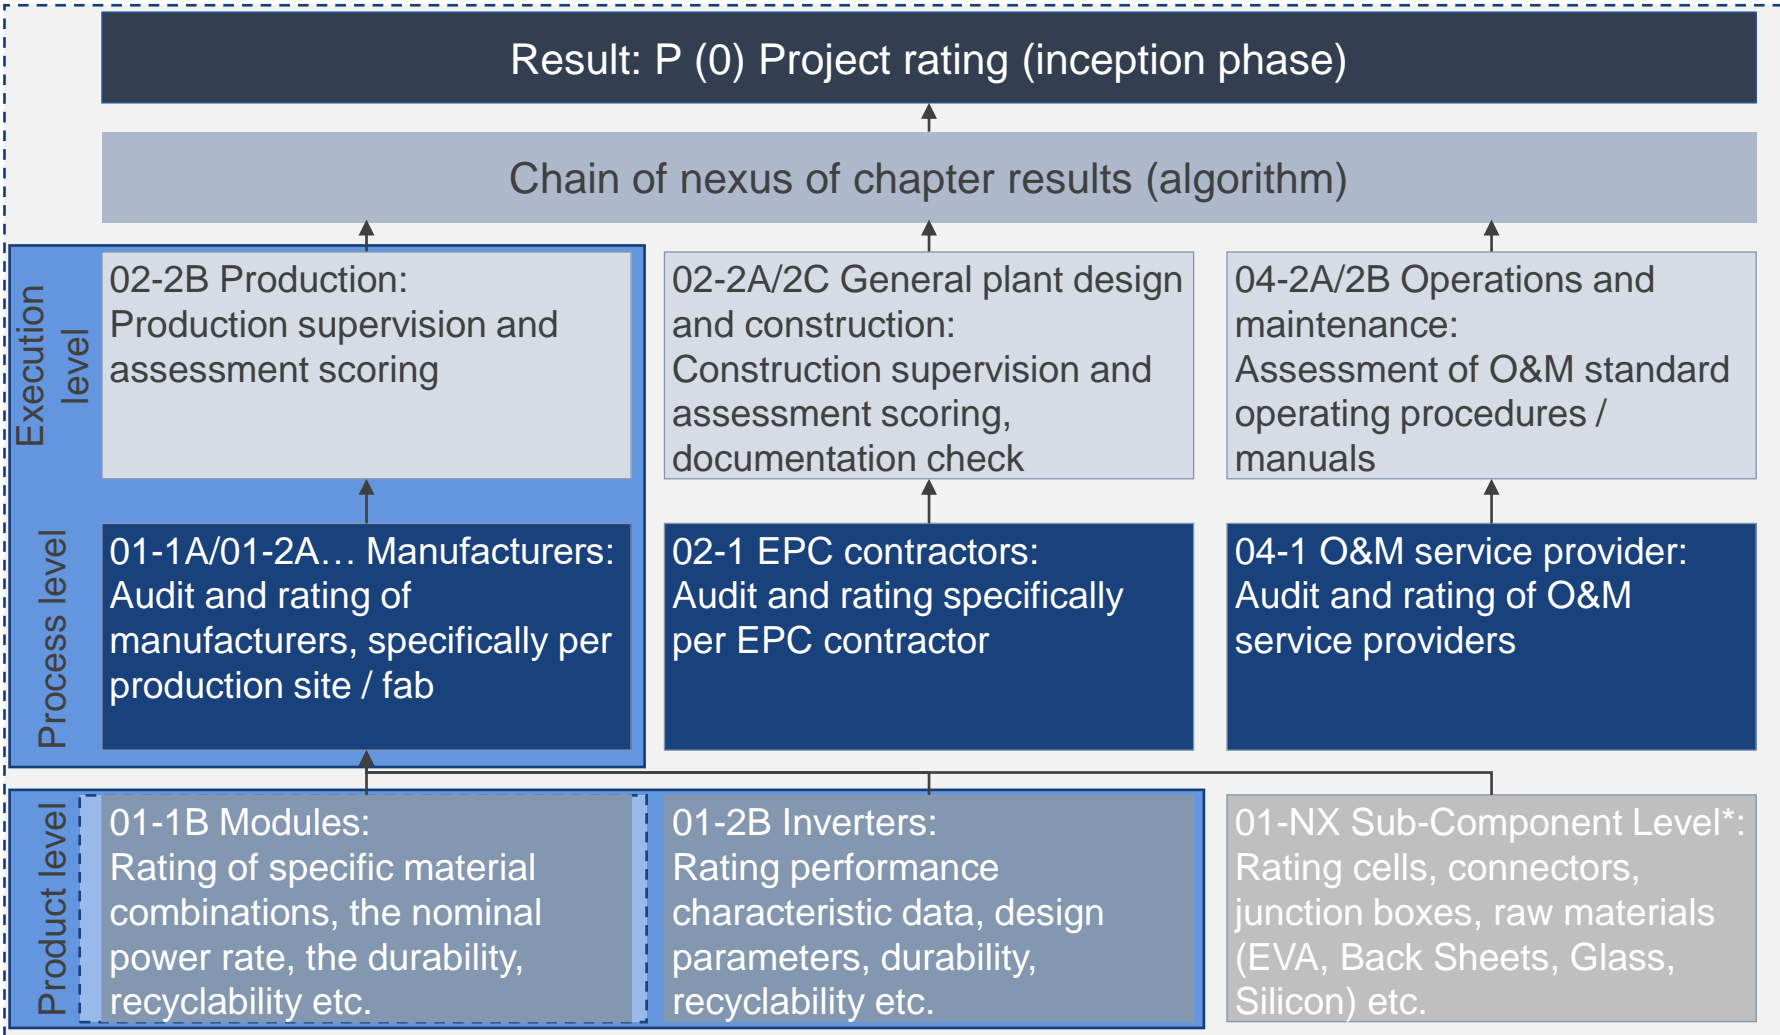 Result: P (0) Project rating (inception phase)
Chain of nexus of chapter results (algorithm)
Execution
level
02-2B Production:
Production supervision and
assessment scoring
02-2A/2C General plant design
and construction:
Construction supervision and
assessment scoring,
documentation check
04-2A/2B Operations and
maintenance:
Assessment of O&M standard
operating procedures /
manuals
Process level
01-1A/01-2A… Manufacturers:
Audit and rating of
manufacturers, specifically per
production site / fab
02-1 EPC contractors:
Audit and rating specifically
per EPC contractor
04-1 O&M service provider:
Audit and rating of O&M
service providers
Product level
01-1B Modules:
Rating of specific material
combinations, the nominal
power rate, the durability,
recyclability etc.
01-2B Inverters:
Rating performance
characteristic data, design
parameters, durability,
recyclability etc.
01-NX Sub-Component Level*:
Rating cells, connectors,
junction boxes, raw materials
(EVA, Back Sheets, Glass,
Silicon) etc.